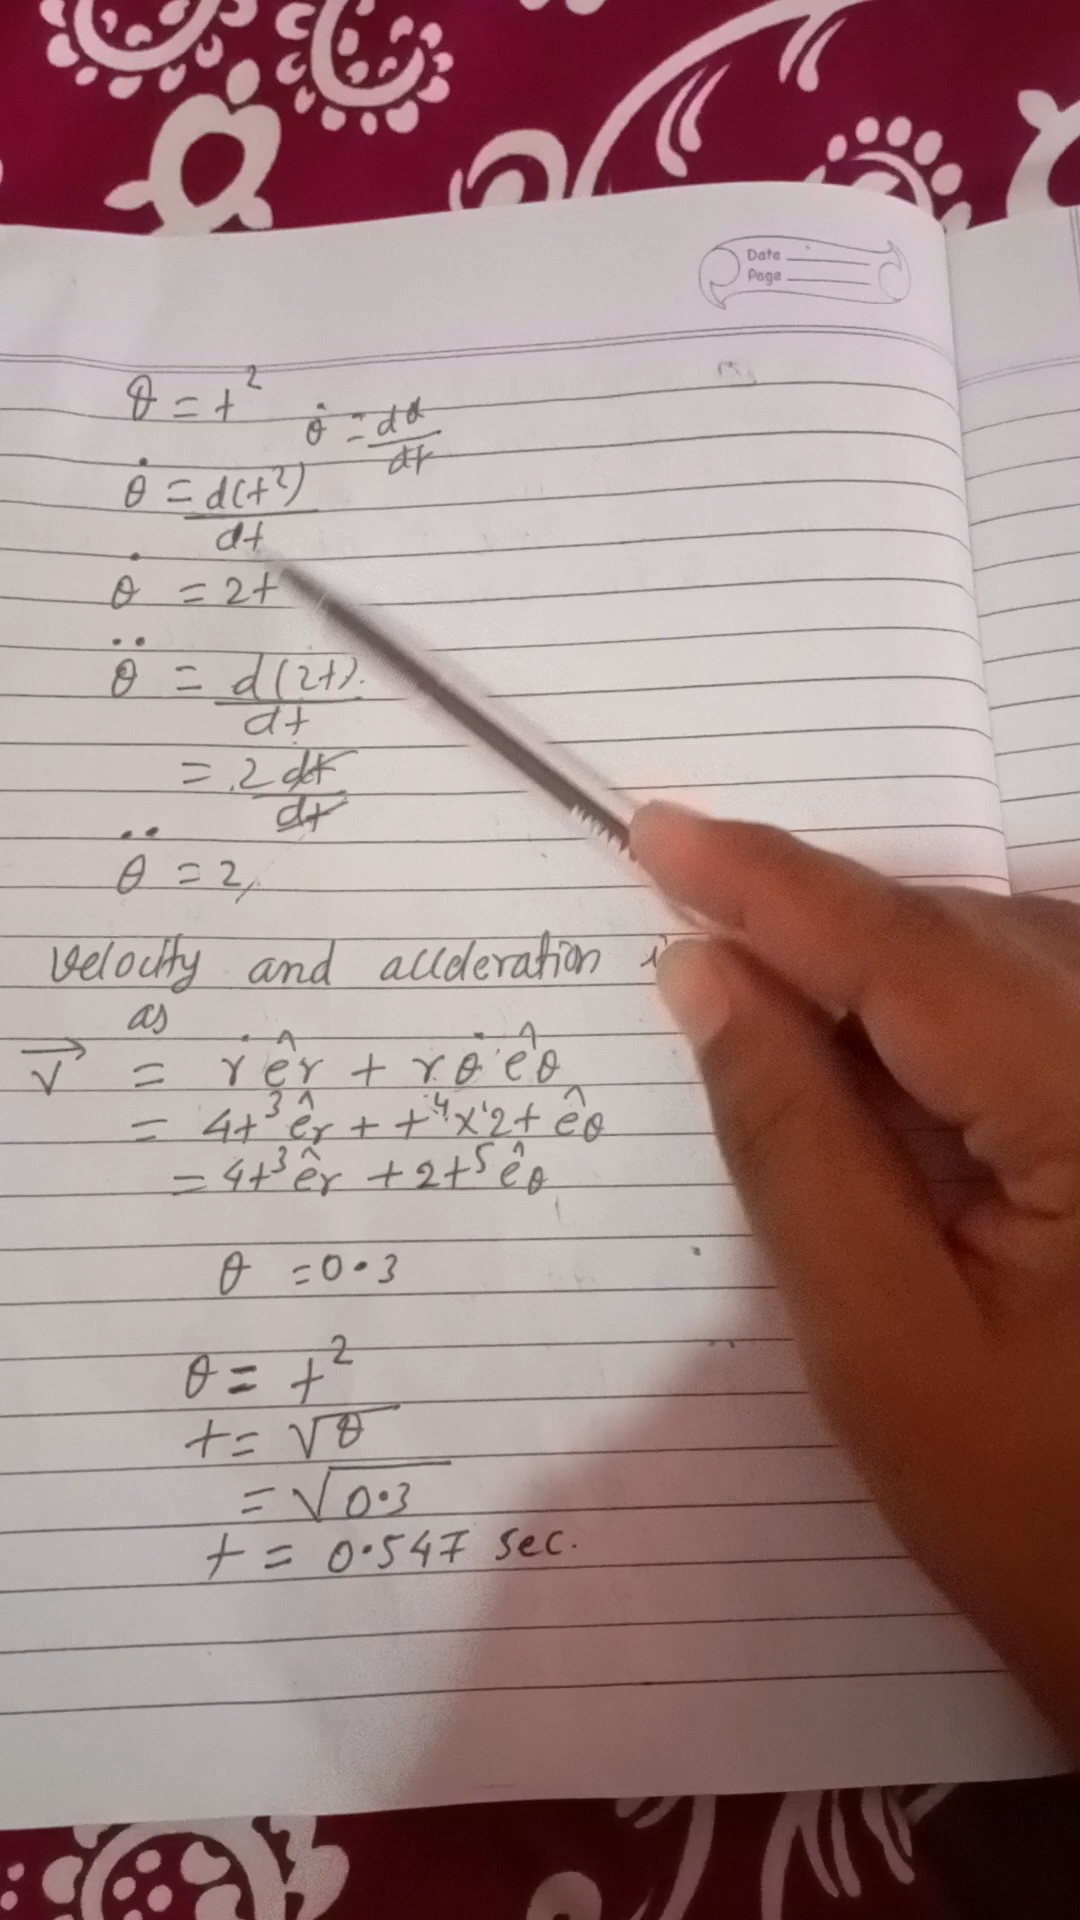 Date
Page
θ = t²
θ̇ = dθ/dt
θ̇ = d(t²)/dt
θ̇ = 2t
θ̈ = d(2t)/dt
= 2 dt/dt
θ̈ = 2
Velocity and accleration
as
v⃗ = ṙ êr + r θ̇ êθ
= 4t³ êr + t⁴ × 2t êθ
= 4t³ êr + 2t⁵ êθ
θ = 0.3
θ = t²
t = √θ
= √0.3
t = 0.547 sec.